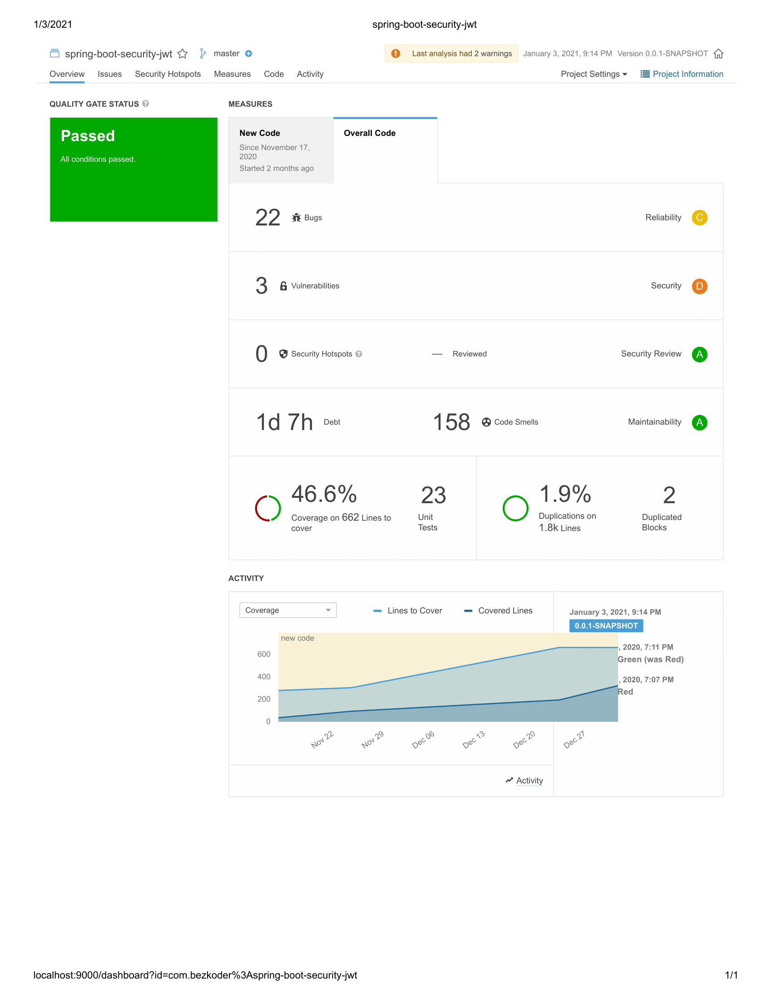 1/3/2021
spring-boot-security-jwt
spring-boot-security-jwt
master
Last analysis had 2 warnings
January 3, 2021, 9:14 PM Version 0.0.1-SNAPSHOT
Overview Issues Security Hotspots Measures Code Activity
Project Settings
Project Information
QUALITY GATE STATUS ?
Passed
All conditions passed.
MEASURES
New Code
Since November 17,
2020
Started 2 months ago
Overall Code
22 Bugs
Reliability C
3 Vulnerabilities
Security D
0 Security Hotspots ?
— Reviewed
Security Review A
1d 7h Debt
158 Code Smells
Maintainability A
46.6%
Coverage on 662 Lines to
cover
23
Unit
Tests
1.9%
Duplications on
1.8k Lines
2
Duplicated
Blocks
ACTIVITY
Coverage
Lines to Cover
Covered Lines
new code
600
400
200
0
Nov 22
Nov 29
Dec 06
Dec 13
Dec 20
Dec 27
January 3, 2021, 9:14 PM
0.0.1-SNAPSHOT
, 2020, 7:11 PM
Green (was Red)
, 2020, 7:07 PM
Red
Activity
localhost:9000/dashboard?id=com.bezkoder%3Aspring-boot-security-jwt
1/1